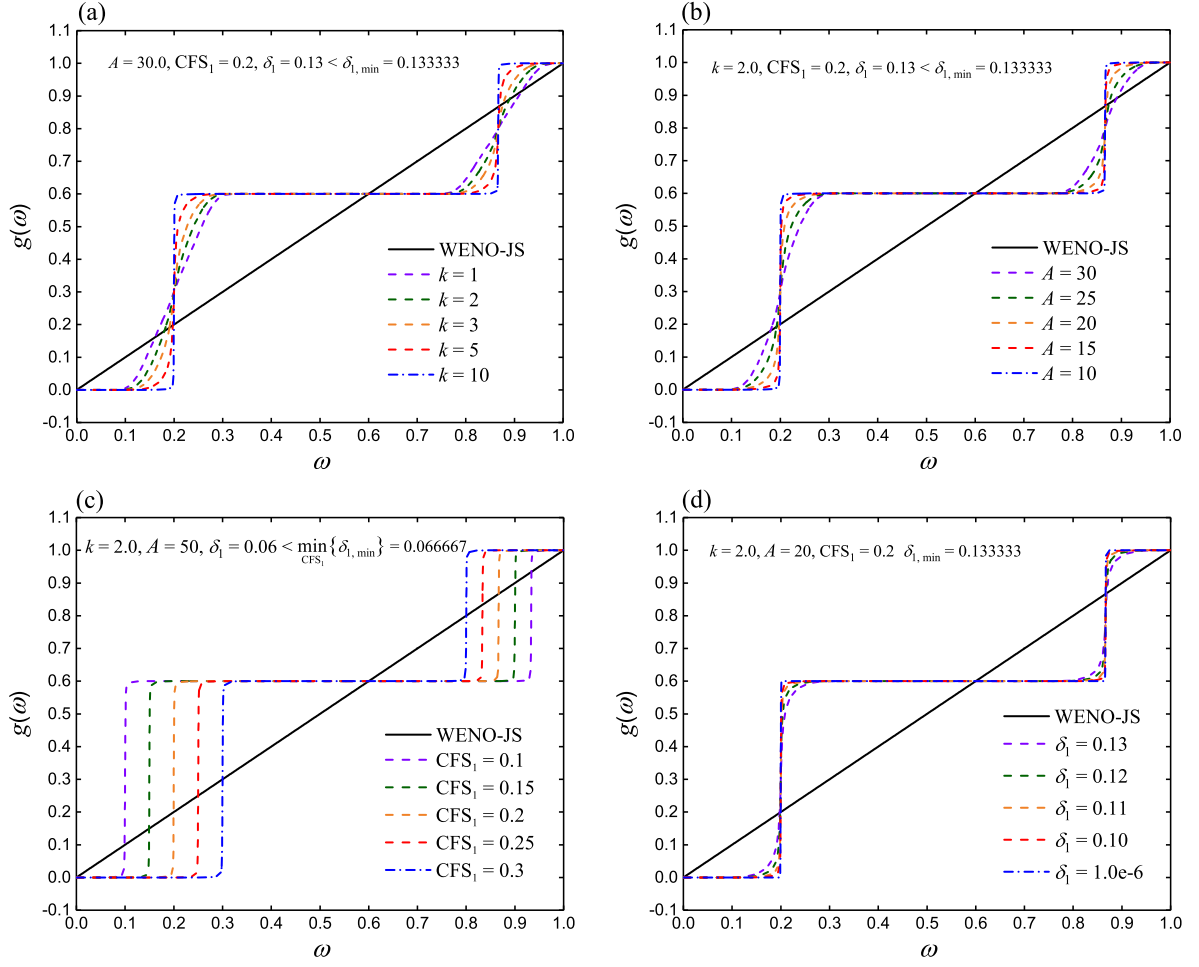 (a)
A = 30.0, CFS₁ = 0.2, δ₁ = 0.13 < δ₁, min = 0.133333
1.1
1.0
0.9
0.8
0.7
0.6
0.5
0.4
0.3
0.2
0.1
0.0
-0.1
g(ω)
WENO-JS
k = 1
k = 2
k = 3
k = 5
k = 10
0.0 0.1 0.2 0.3 0.4 0.5 0.6 0.7 0.8 0.9 1.0
ω
(b)
k = 2.0, CFS₁ = 0.2, δ₁ = 0.13 < δ₁, min = 0.133333
1.1
1.0
0.9
0.8
0.7
0.6
0.5
0.4
0.3
0.2
0.1
0.0
-0.1
g(ω)
WENO-JS
A = 30
A = 25
A = 20
A = 15
A = 10
0.0 0.1 0.2 0.3 0.4 0.5 0.6 0.7 0.8 0.9 1.0
ω
(c)
k = 2.0, A = 50, δ₁ = 0.06 < min{δ₁, min} = 0.066667
CFS₁
1.1
1.0
0.9
0.8
0.7
0.6
0.5
0.4
0.3
0.2
0.1
0.0
-0.1
g(ω)
WENO-JS
CFS₁ = 0.1
CFS₁ = 0.15
CFS₁ = 0.2
CFS₁ = 0.25
CFS₁ = 0.3
0.0 0.1 0.2 0.3 0.4 0.5 0.6 0.7 0.8 0.9 1.0
ω
(d)
k = 2.0, A = 20, CFS₁ = 0.2 δ₁, min = 0.133333
1.1
1.0
0.9
0.8
0.7
0.6
0.5
0.4
0.3
0.2
0.1
0.0
-0.1
g(ω)
WENO-JS
δ₁ = 0.13
δ₁ = 0.12
δ₁ = 0.11
δ₁ = 0.10
δ₁ = 1.0e-6
0.0 0.1 0.2 0.3 0.4 0.5 0.6 0.7 0.8 0.9 1.0
ω